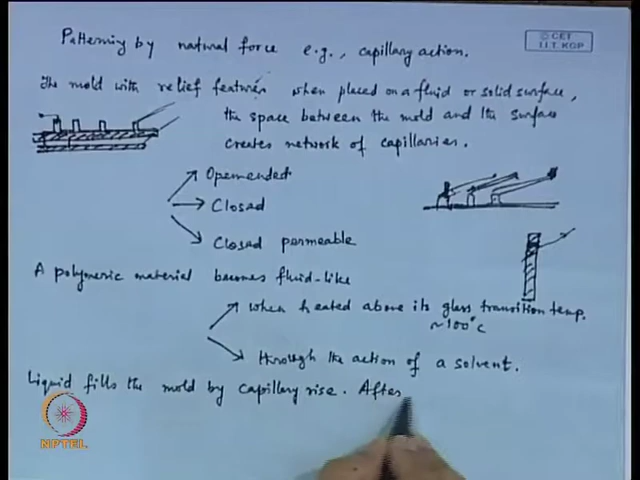 Patterning by natural force e.g., capillary action.
© CET
I.I.T. KGP
The mold with relief features when placed on a fluid or solid surface,
the space between the mold and the surface
creates network of capillaries.
Openended
Closed
Closed permeable
A polymeric material becomes fluid-like
when heated above its glass transition temp.
~100°C
through the action of a solvent.
Liquid fills the mold by capillary rise. After
NPTEL